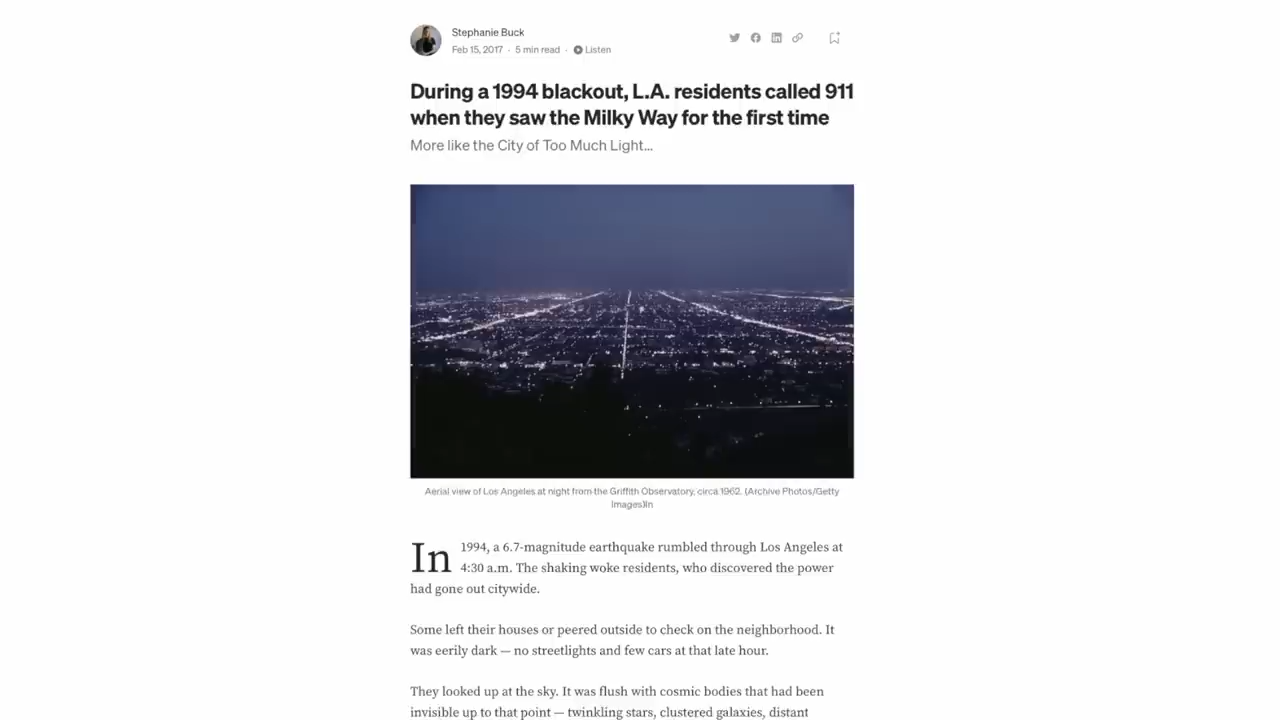 Stephanie Buck
Feb 15, 2017 · 5 min read · Listen
During a 1994 blackout, L.A. residents called 911
when they saw the Milky Way for the first time
More like the City of Too Much Light...
Aerial view of Los Angeles at night from the Griffith Observatory, circa 1962. (Archive Photos/Getty
Images)In
In 1994, a 6.7-magnitude earthquake rumbled through Los Angeles at
4:30 a.m. The shaking woke residents, who discovered the power
had gone out citywide.
Some left their houses or peered outside to check on the neighborhood. It
was eerily dark — no streetlights and few cars at that late hour.
They looked up at the sky. It was flush with cosmic bodies that had been
invisible up to that point — twinkling stars, clustered galaxies, distant